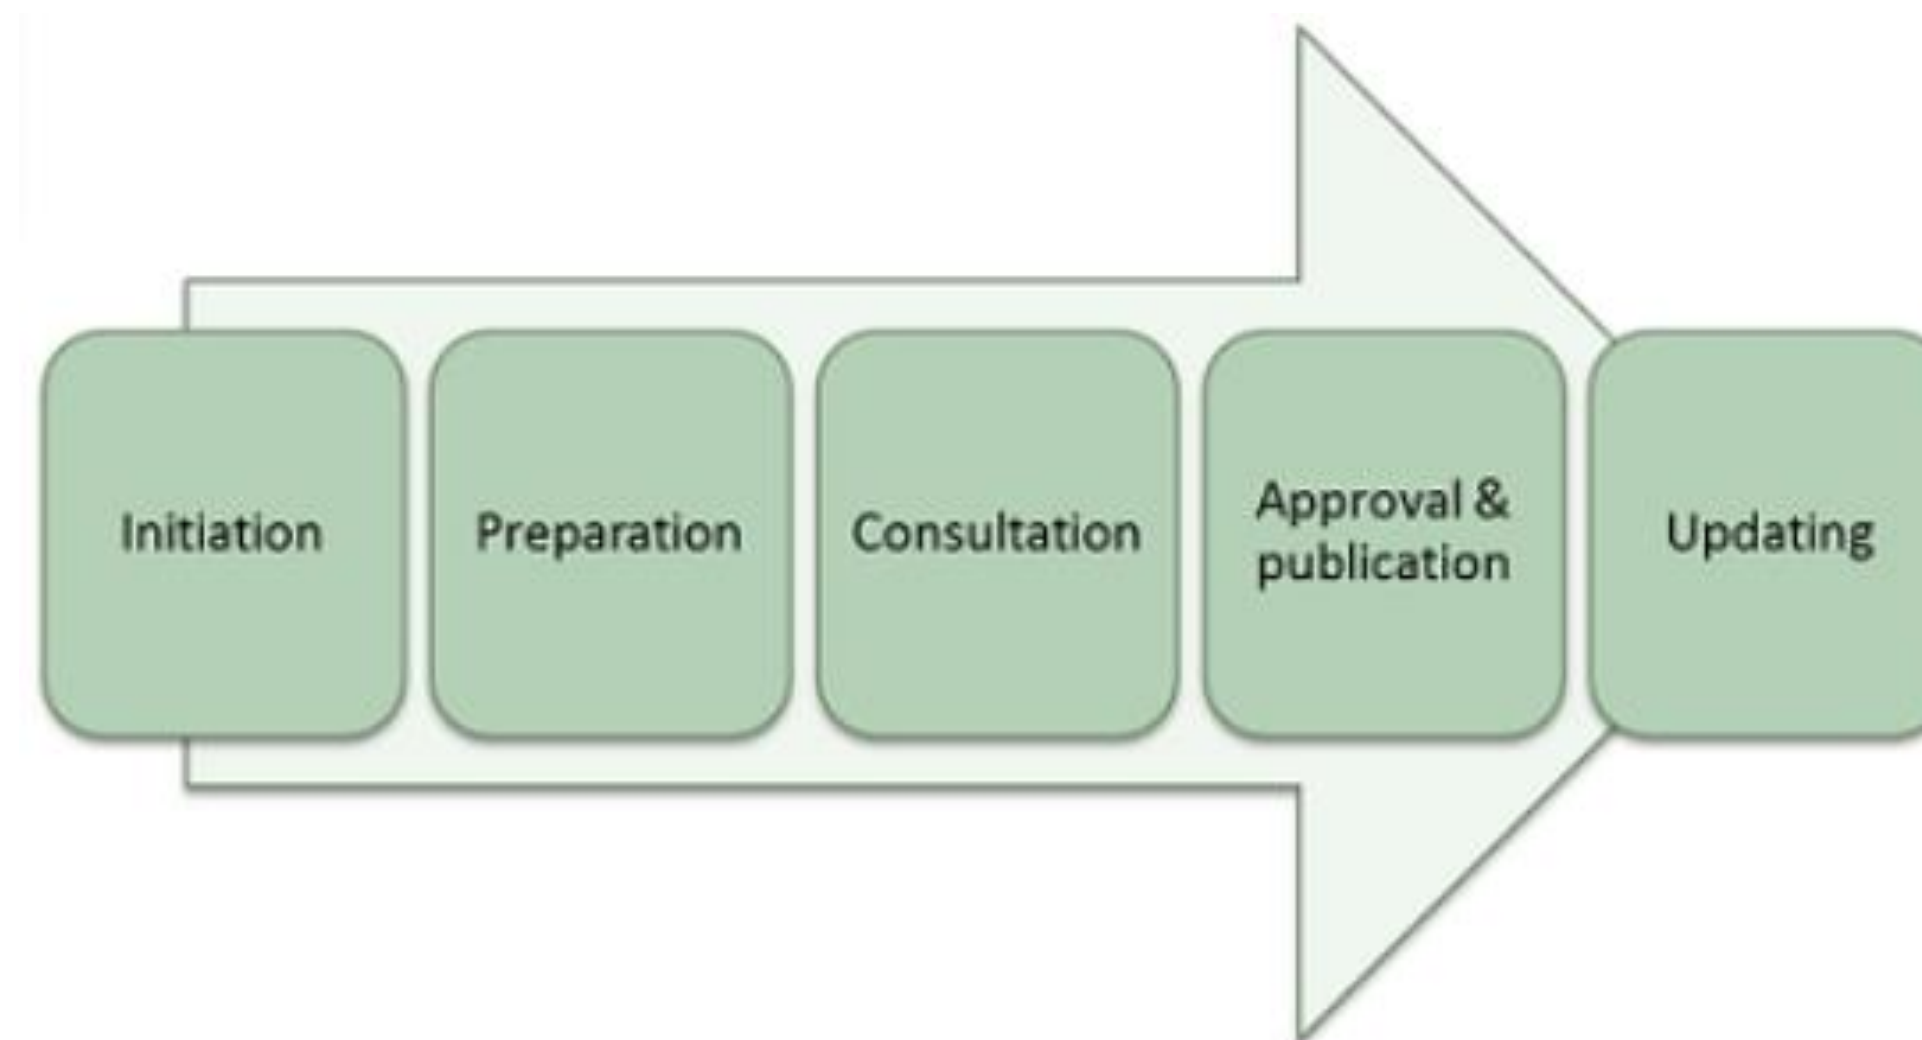 Initiation
Preparation
Consultation
Approval &
publication
Updating